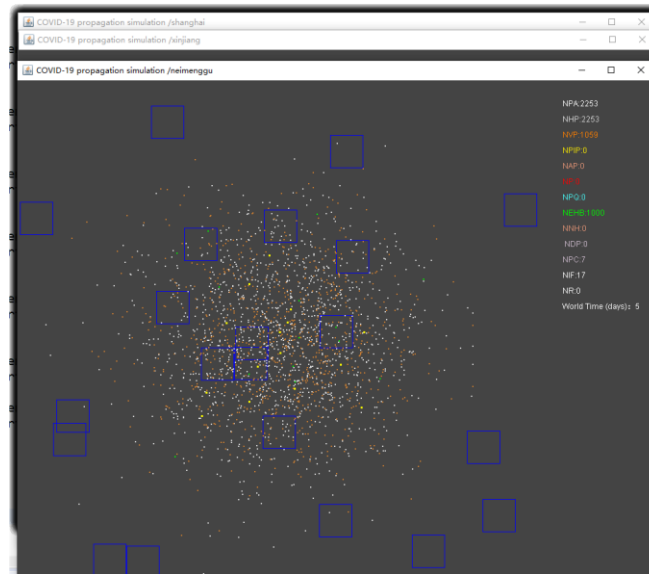 COVID-19 propagation simulation /shanghai
COVID-19 propagation simulation /xinjiang
COVID-19 propagation simulation /neimenggu
NPA:2253
NHP:2253
NVP:1059
NPIP:0
NAP:0
NPQ:0
NEHB:1000
NNH:0
NDP:0
NPC:7
NIF:17
NR:0
World Time (days)：5